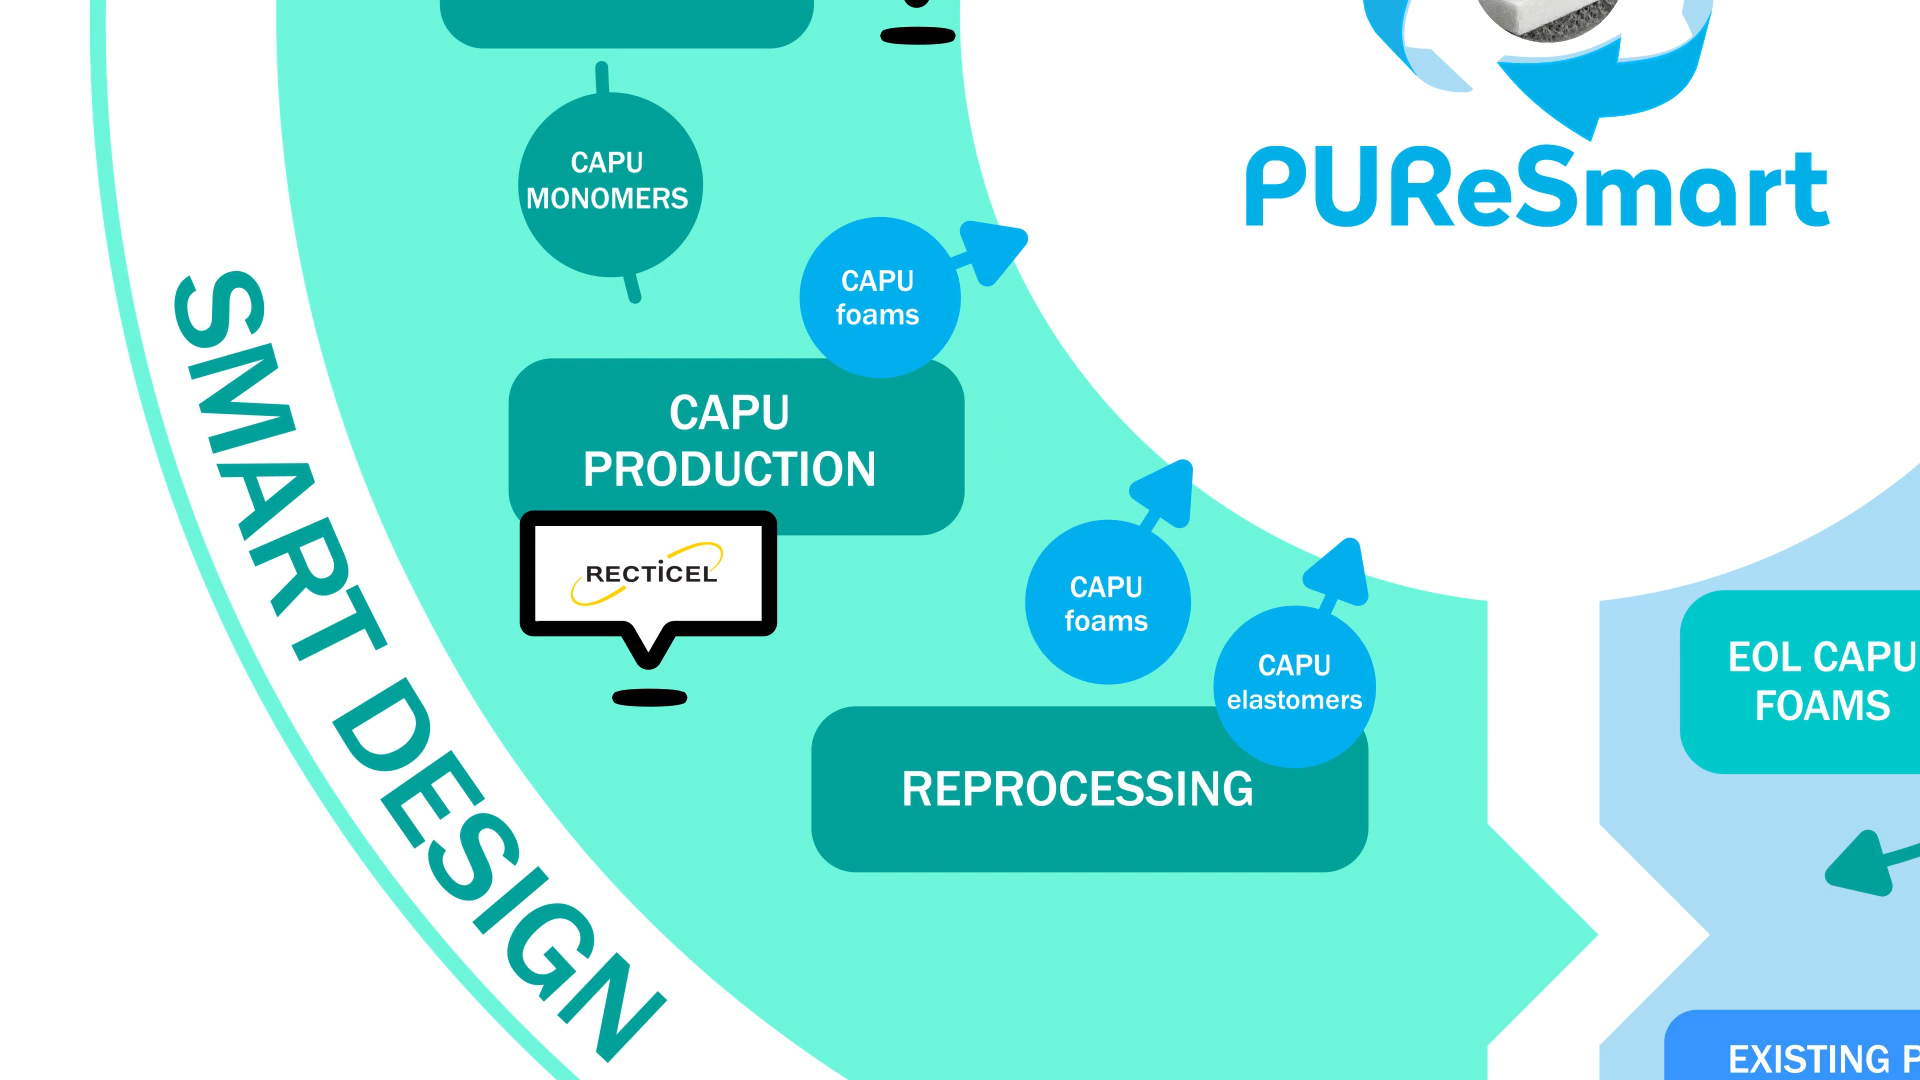 CAPU
MONOMERS
PUReSmart
CAPU
foams
SMART DESIGN
CAPU
PRODUCTION
RECTICEL
CAPU
foams
CAPU
elastomers
EOL CAPU
FOAMS
REPROCESSING
EXISTING P